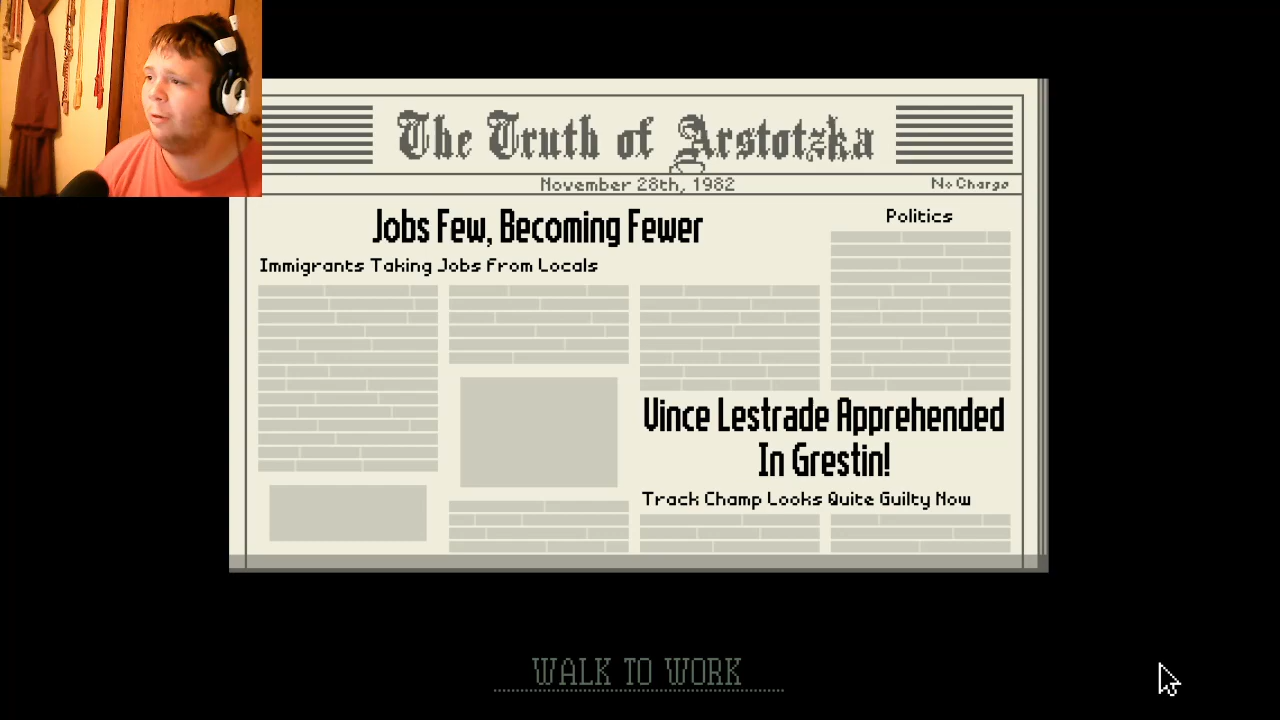 The Truth of Arstotzka
November 28th, 1982
No Charge
Jobs Few, Becoming Fewer
Immigrants Taking Jobs From Locals
Politics
Vince Lestrade Apprehended
In Grestin!
Track Champ Looks Quite Guilty Now
WALK TO WORK